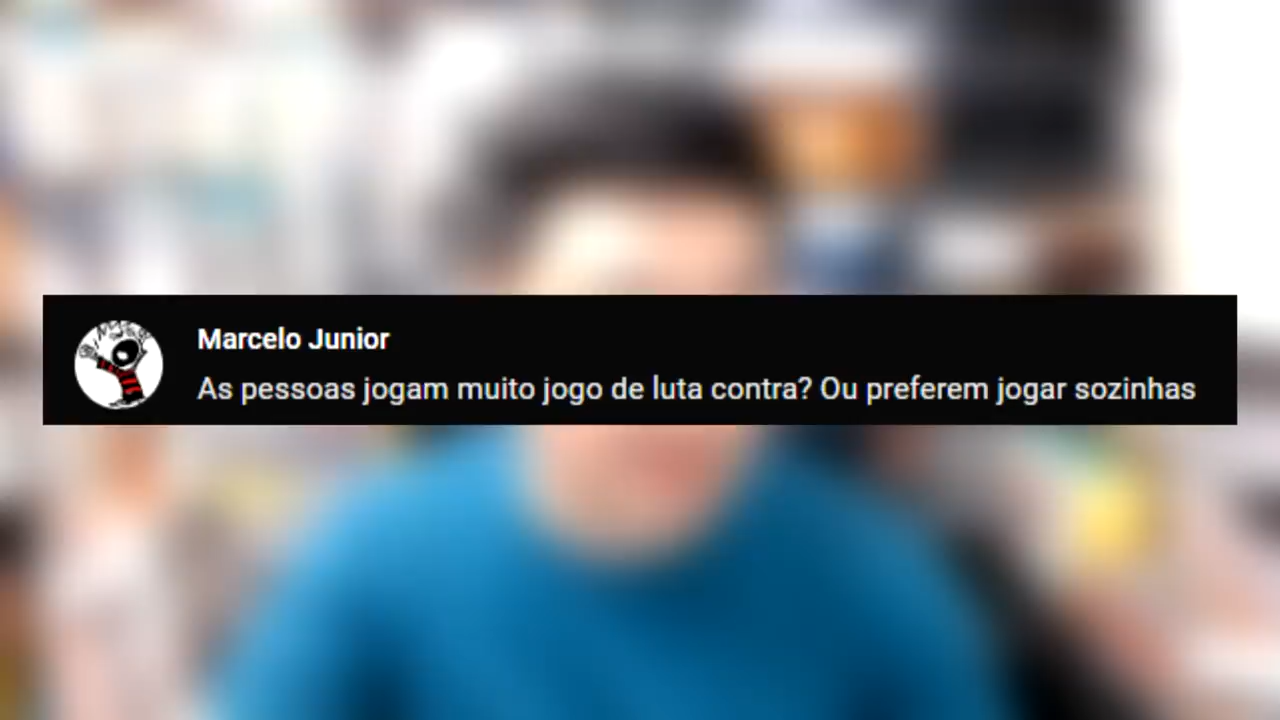 Marcelo Junior
As pessoas jogam muito jogo de luta contra? Ou preferem jogar sozinhas